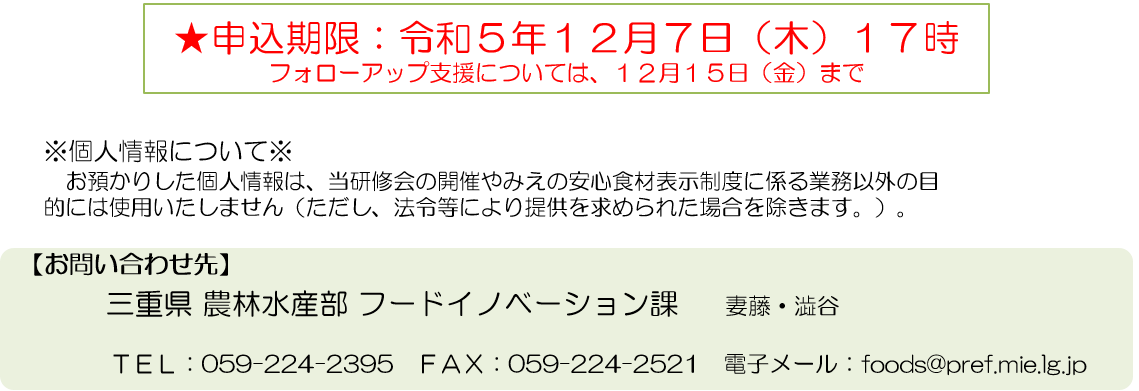 ★申込期限：令和５年１２月７日（木）１７時
フォローアップ支援については、１２月１５日（金）まで
※個人情報について※
　お預かりした個人情報は、当研修会の開催やみえの安心食材表示制度に係る業務以外の目
的には使用いたしません（ただし、法令等により提供を求められた場合を除きます。）。
【お問い合わせ先】
三重県 農林水産部 フードイノベーション課　　妻藤・澁谷
ＴＥＬ：059-224-2395　ＦＡＸ：059-224-2521　電子メール：foods@pref.mie.lg.jp